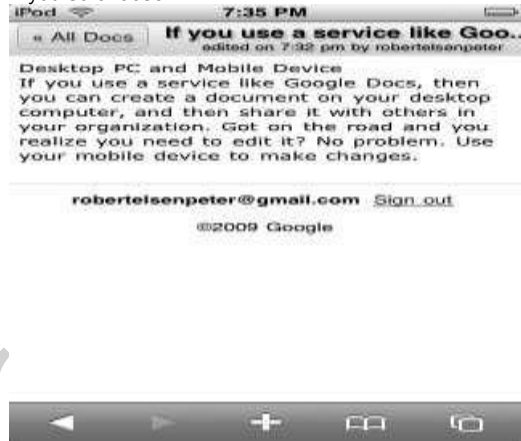 iPod 7:35 PM
« All Docs If you use a service like Goo...
edited on 7:32 pm by robertelsenpeter
Desktop PC and Mobile Device
If you use a service like Google Docs, then
you can create a document on your desktop
computer, and then share it with others in
your organization. Got on the road and you
realize you need to edit it? No problem. Use
your mobile device to make changes.
robertelsenpeter@gmail.com Sign out
©2009 Google